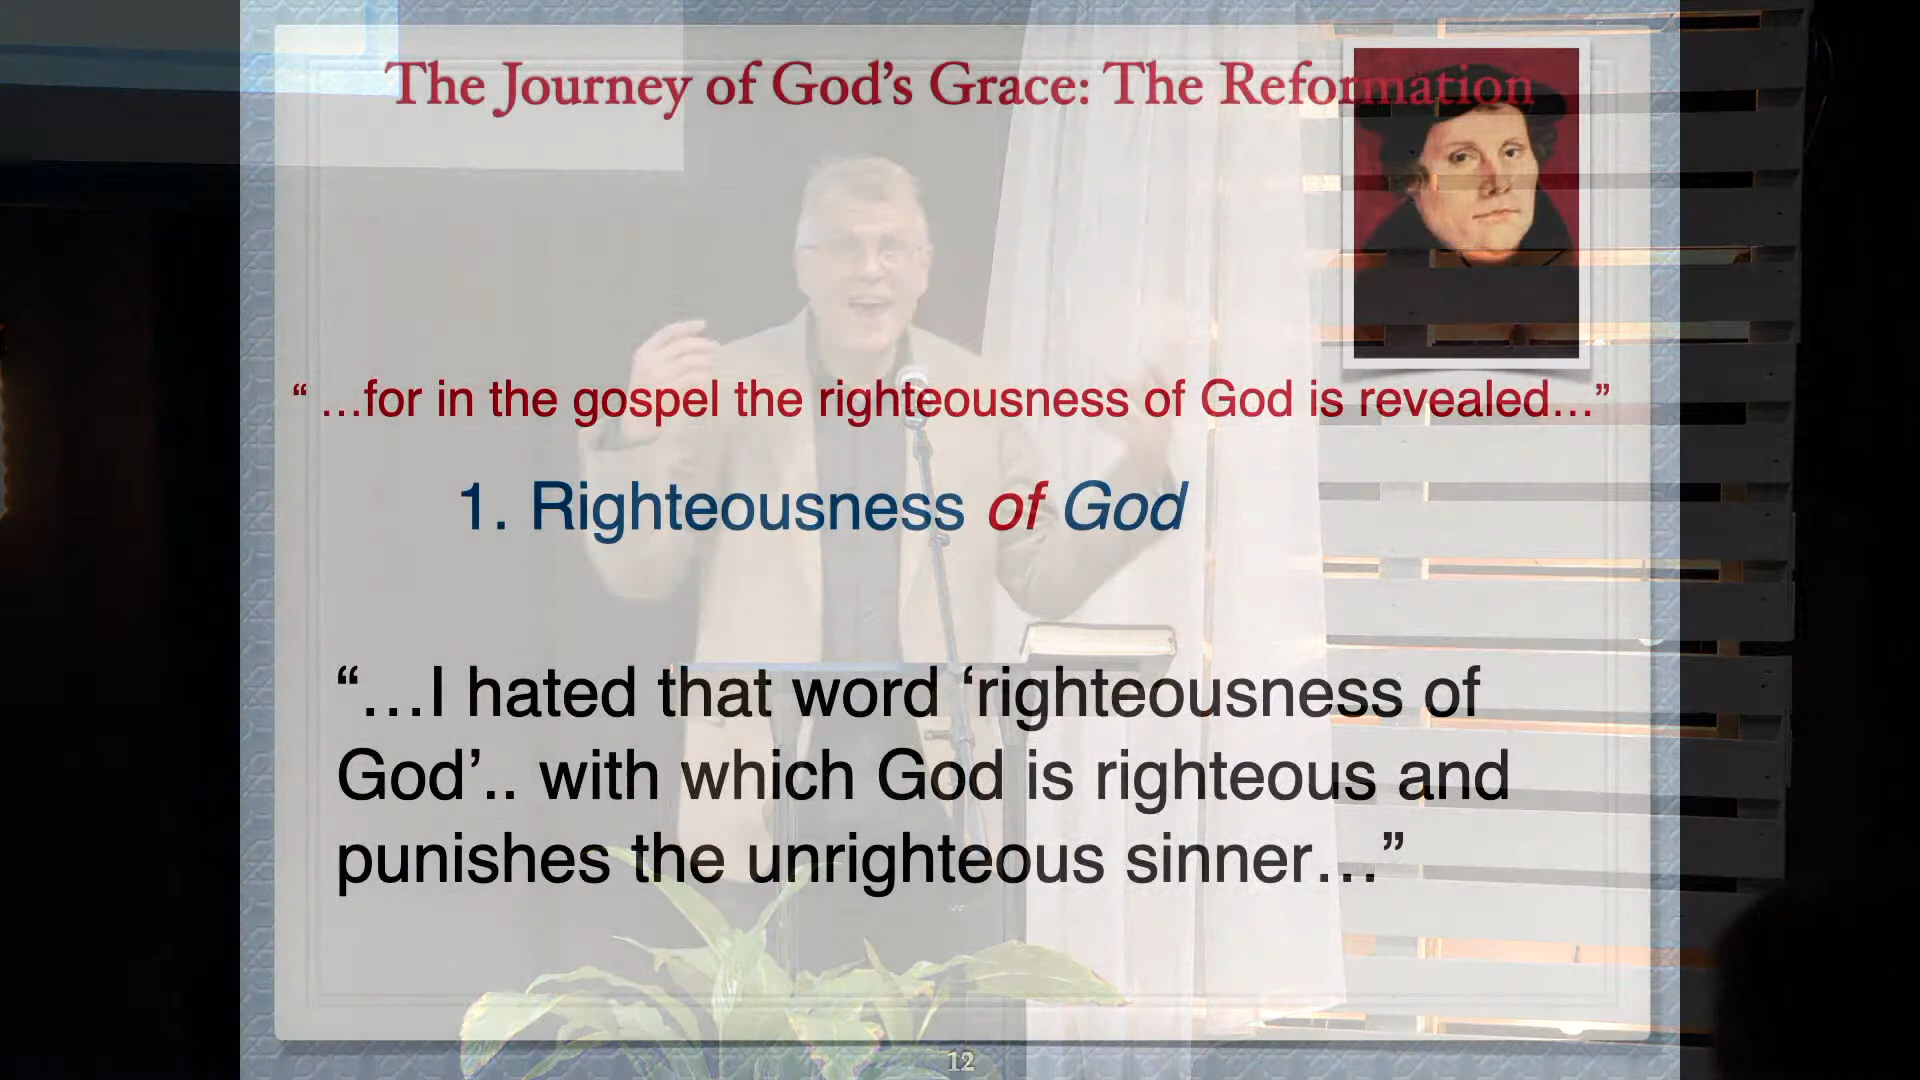 The Journey of God’s Grace: The Reformation
“ …for in the gospel the righteousness of God is revealed…”
1. Righteousness of God
“…I hated that word ‘righteousness of
God’.. with which God is righteous and
punishes the unrighteous sinner…”
12